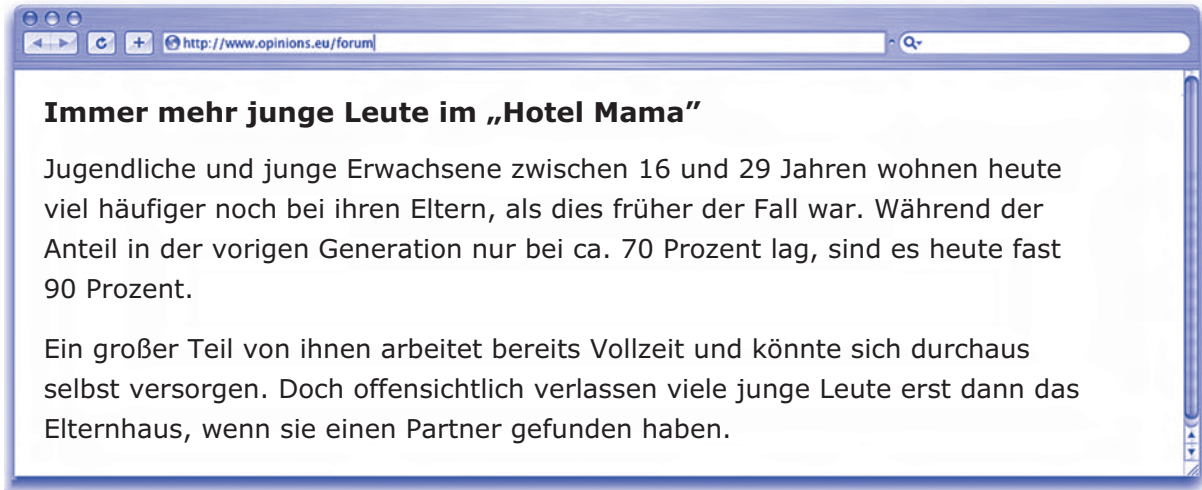 http://www.opinions.eu/forum
Immer mehr junge Leute im „Hotel Mama”
Jugendliche und junge Erwachsene zwischen 16 und 29 Jahren wohnen heute
viel häufiger noch bei ihren Eltern, als dies früher der Fall war. Während der
Anteil in der vorigen Generation nur bei ca. 70 Prozent lag, sind es heute fast
90 Prozent.
Ein großer Teil von ihnen arbeitet bereits Vollzeit und könnte sich durchaus
selbst versorgen. Doch offensichtlich verlassen viele junge Leute erst dann das
Elternhaus, wenn sie einen Partner gefunden haben.